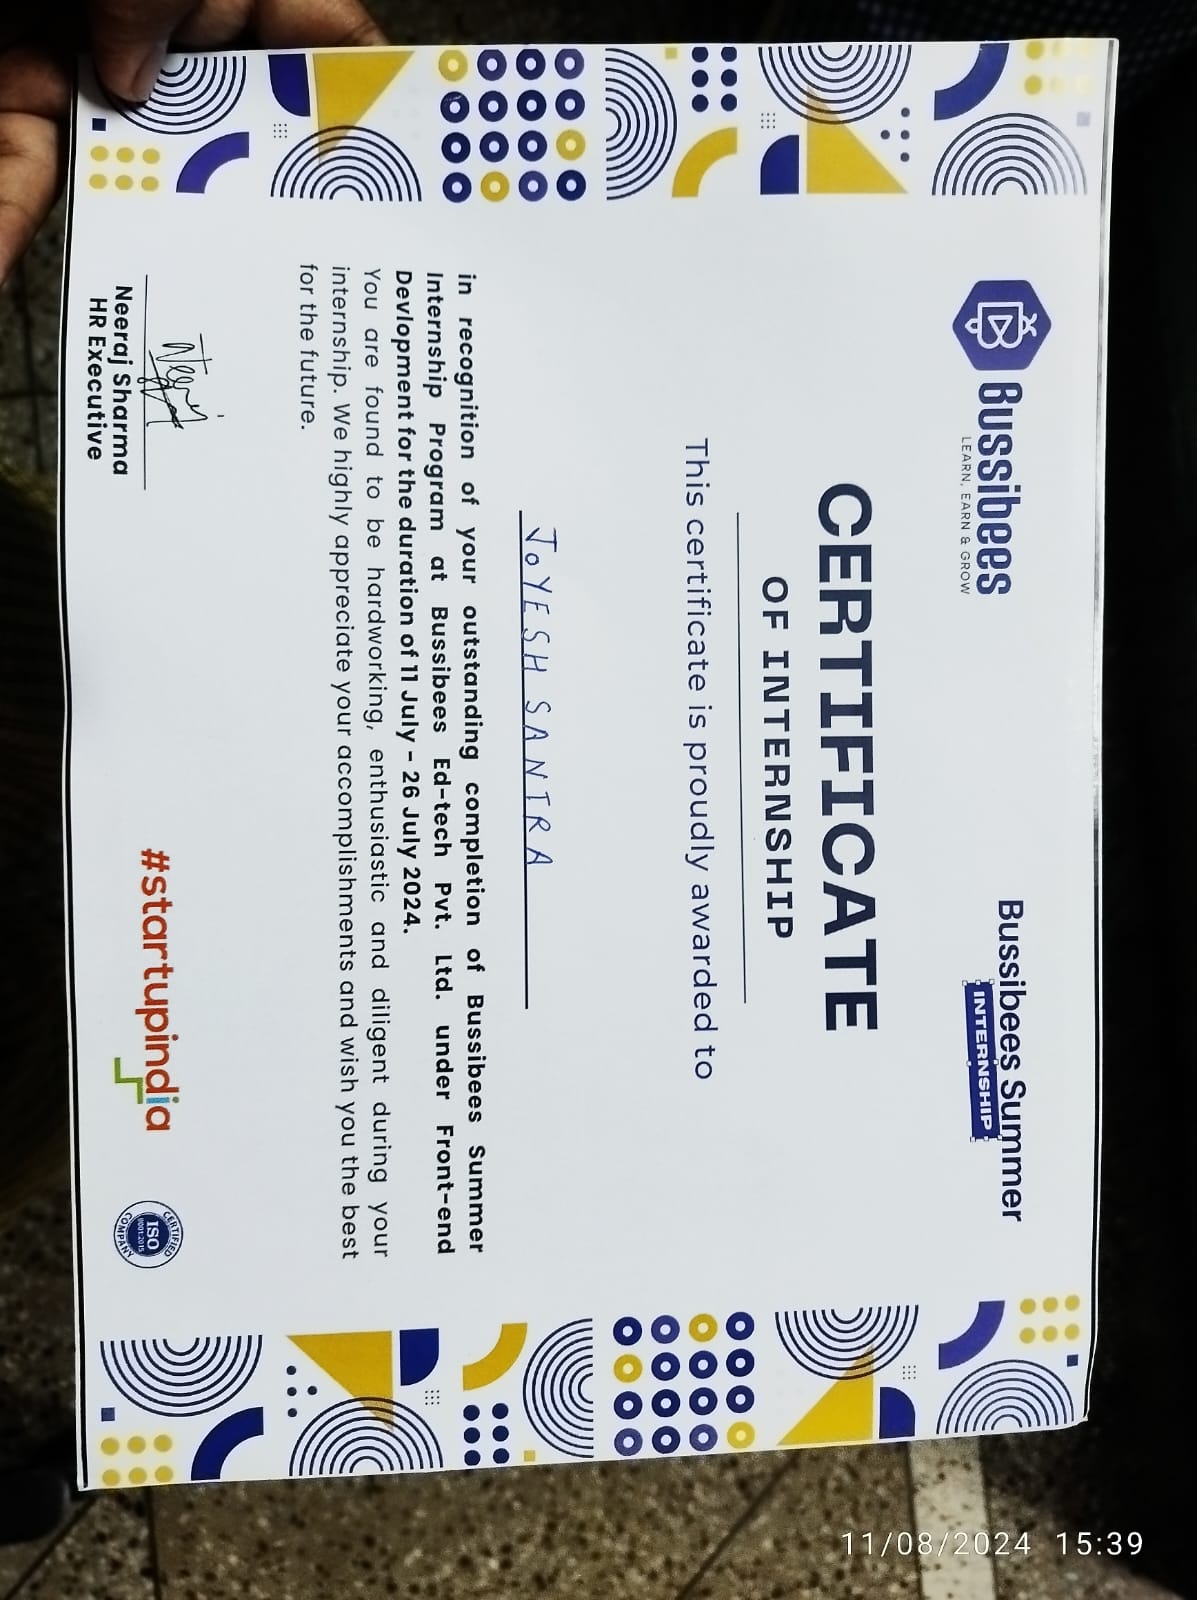 Bussibees
LEARN, EARN & GROW
Bussibees Summer
INTERNSHIP
CERTIFICATE
OF INTERNSHIP
This certificate is proudly awarded to
JOYESH SANTRA
in recognition of your outstanding completion of Bussibees Summer
Internship Program at Bussibees Ed-tech Pvt. Ltd. under Front-end
Devlopment for the duration of 11 July - 26 July 2024.
You are found to be hardworking, enthusiastic and diligent during your
internship. We highly appreciate your accomplishments and wish you the best
for the future.
Neeraj
Neeraj Sharma
HR Executive
#startupindia
CERTIFIED
ISO
9001:2015
COMPANY
11/08/2024 15:39